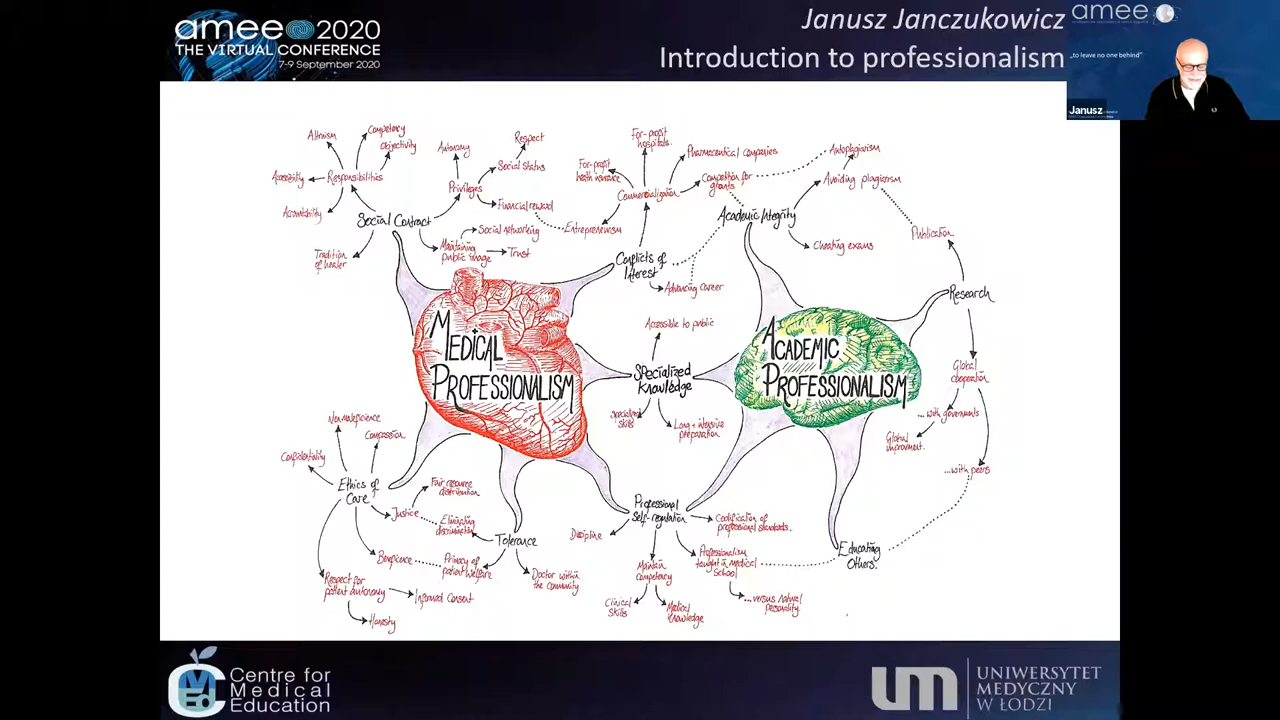 amee 2020
THE VIRTUAL CONFERENCE
7-9 September 2020
Janusz Janczukowicz
Introduction to professionalism
amee
„to leave no one behind”
Janusz
Altruism
Competency
Objectivity
Responsibilities
Accessibility
Accountability
Social Contract
Tradition
of healer
Autonomy
Respect
Social status
Privileges
Financial reward
Social networking
Maintaining
public image
Trust
For-profit
hospitals.
For-profit
health insurance
Pharmaceutical companies
Commercialization
Competition for
grants
Entrepreneurism
Conflicts of
Interest
Advancing career
Autoplagiarism
Avoiding plagiarism
Academic Integrity
Cheating exams
Publication
Research
Global
cooperation
...with governments
Global
improvment.
...with peers
MEDICAL
PROFESSIONALISM
ACADEMIC
PROFESSIONALISM
Accessible to public
Specialized
Knowledge
skills
Long + intensive
preparation
Compassion
Confidentiality
Ethics of
Care
Justice
Fair resource
distribution
Eliminating
discrimination
Tolerance
Primacy of
patient welfare
Doctor within
the community
Respect for
patient autonomy
Informed Consent
Honesty
Professional
Self-regulation
Discipline
Codification of
professional standards.
Maintain
competency
Clinical
Skills
Medical
Knowledge
Professionalism
taught in Medical
School
...versus natural
personality
Educating
Others.
Centre for
Medical
Education
um
UNIWERSYTET
MEDYCZNY
W ŁODZI